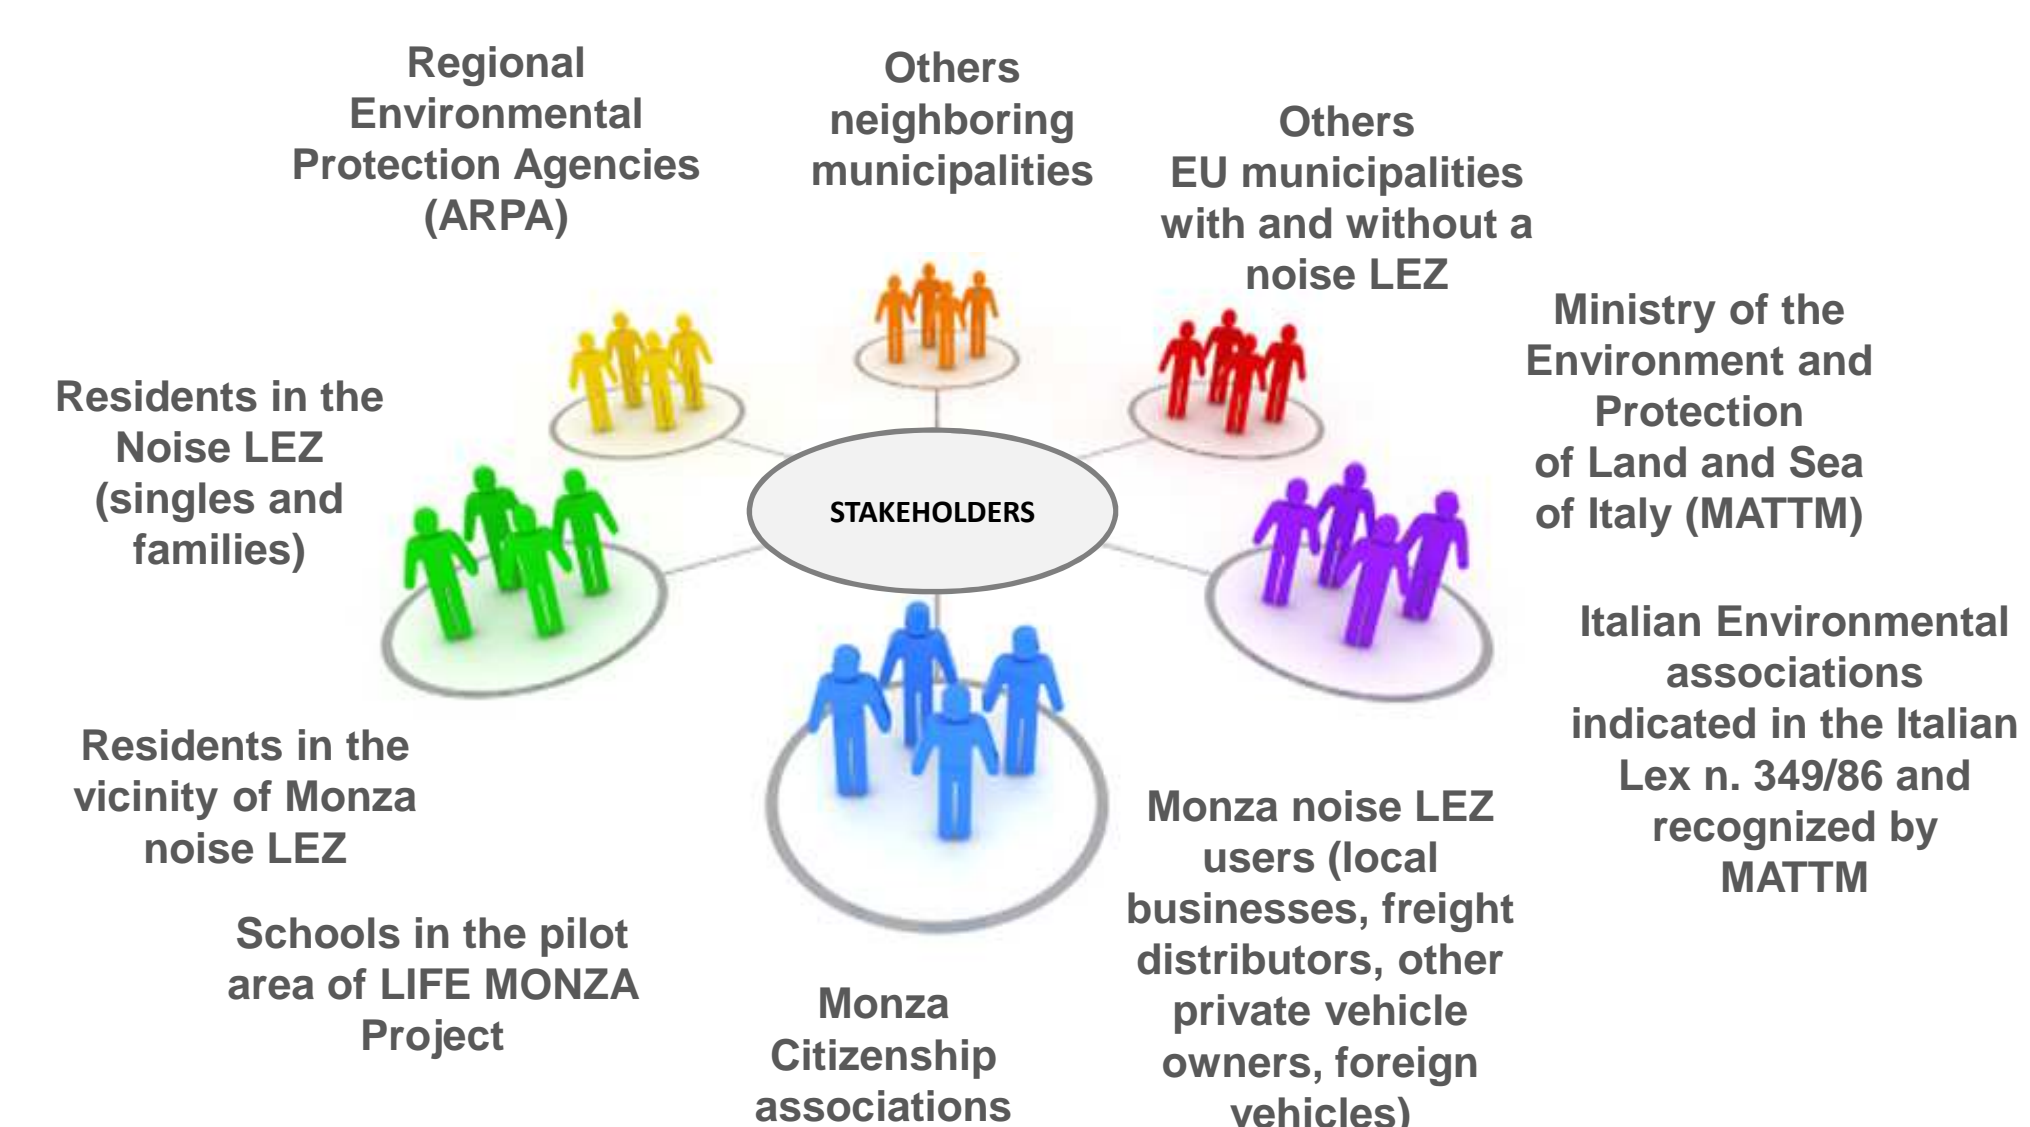 Regional
Environmental
Protection Agencies
(ARPA)
Others
neighboring
municipalities
Others
EU municipalities
with and without a
noise LEZ
Ministry of the
Environment and
Protection
of Land and Sea
of Italy (MATTM)
Residents in the
Noise LEZ
(singles and
families)
STAKEHOLDERS
Italian Environmental
associations
indicated in the Italian
Lex n. 349/86 and
recognized by
MATTM
Residents in the
vicinity of Monza
noise LEZ
Monza noise LEZ
users (local
businesses, freight
distributors, other
private vehicle
owners, foreign
vehicles)
Schools in the pilot
area of LIFE MONZA
Project
Monza
Citizenship
associations